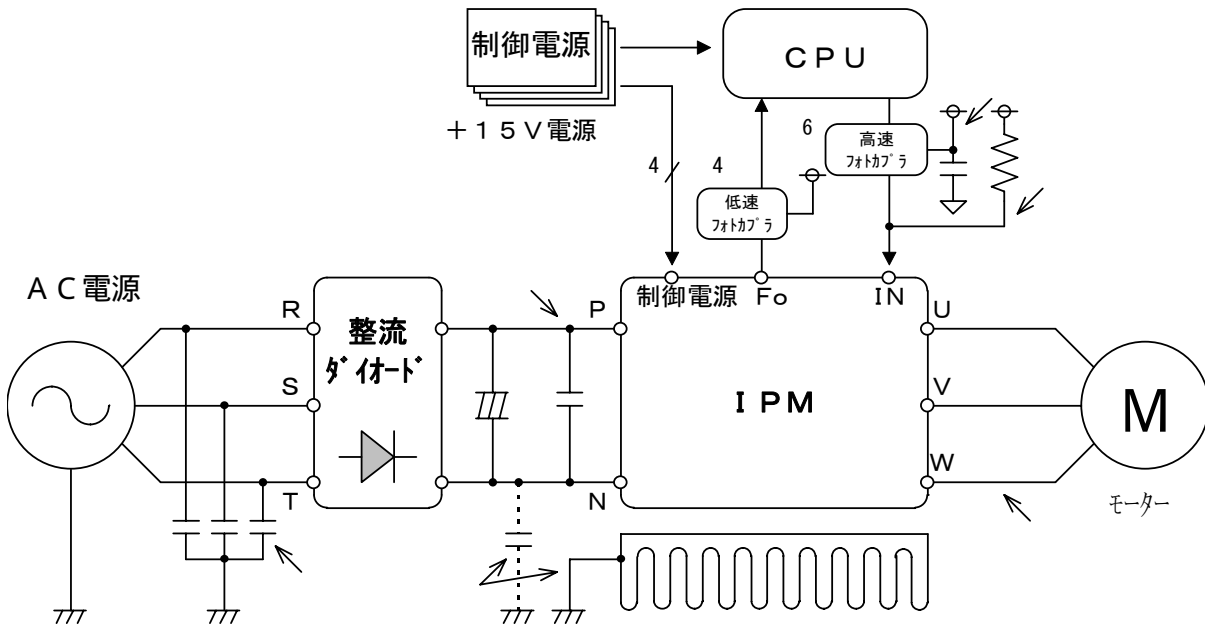 制御電源
CPU
+15V電源
6
高速
フォトカプラ
4
4
低速
フォトカプラ
AC電源
制御電源
Fo
IN
R
整流
ダイオード
P
U
S
IPM
V
M
T
N
W
モーター